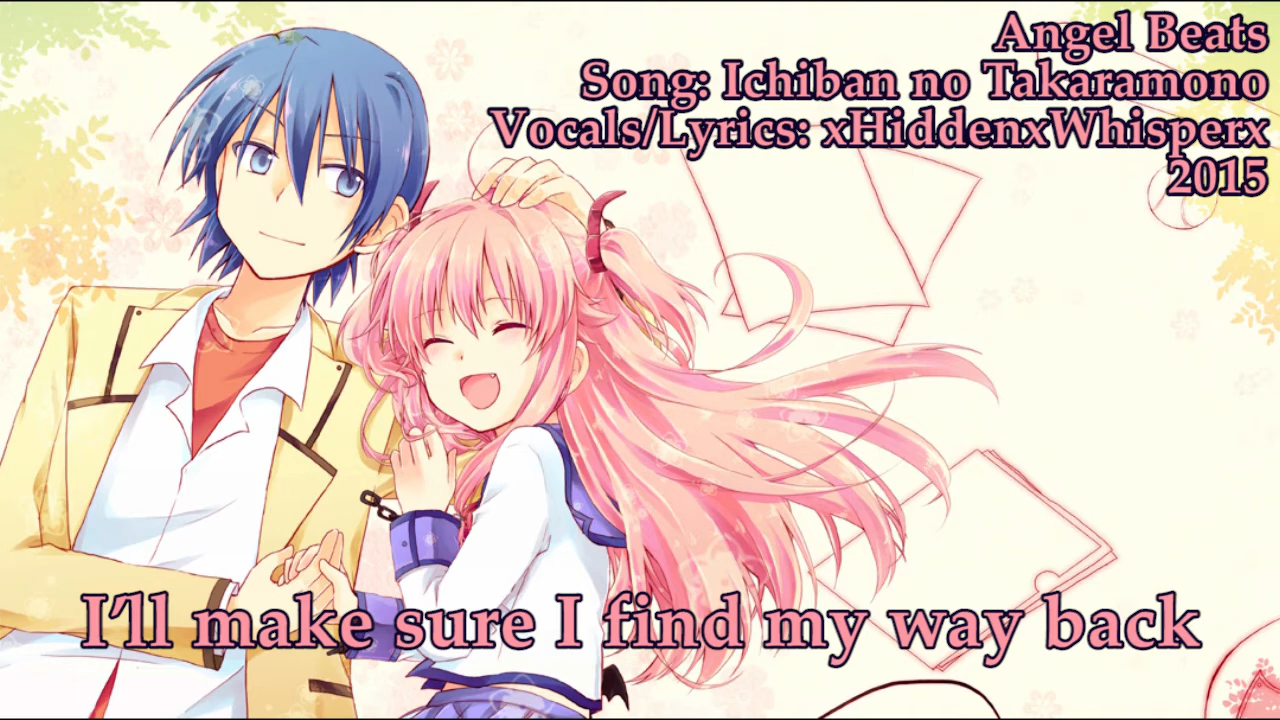 Angel Beats
Song: Ichiban no Takaramono
Vocals/Lyrics: xHiddenxWhisperx
2015
I'll make sure I find my way back